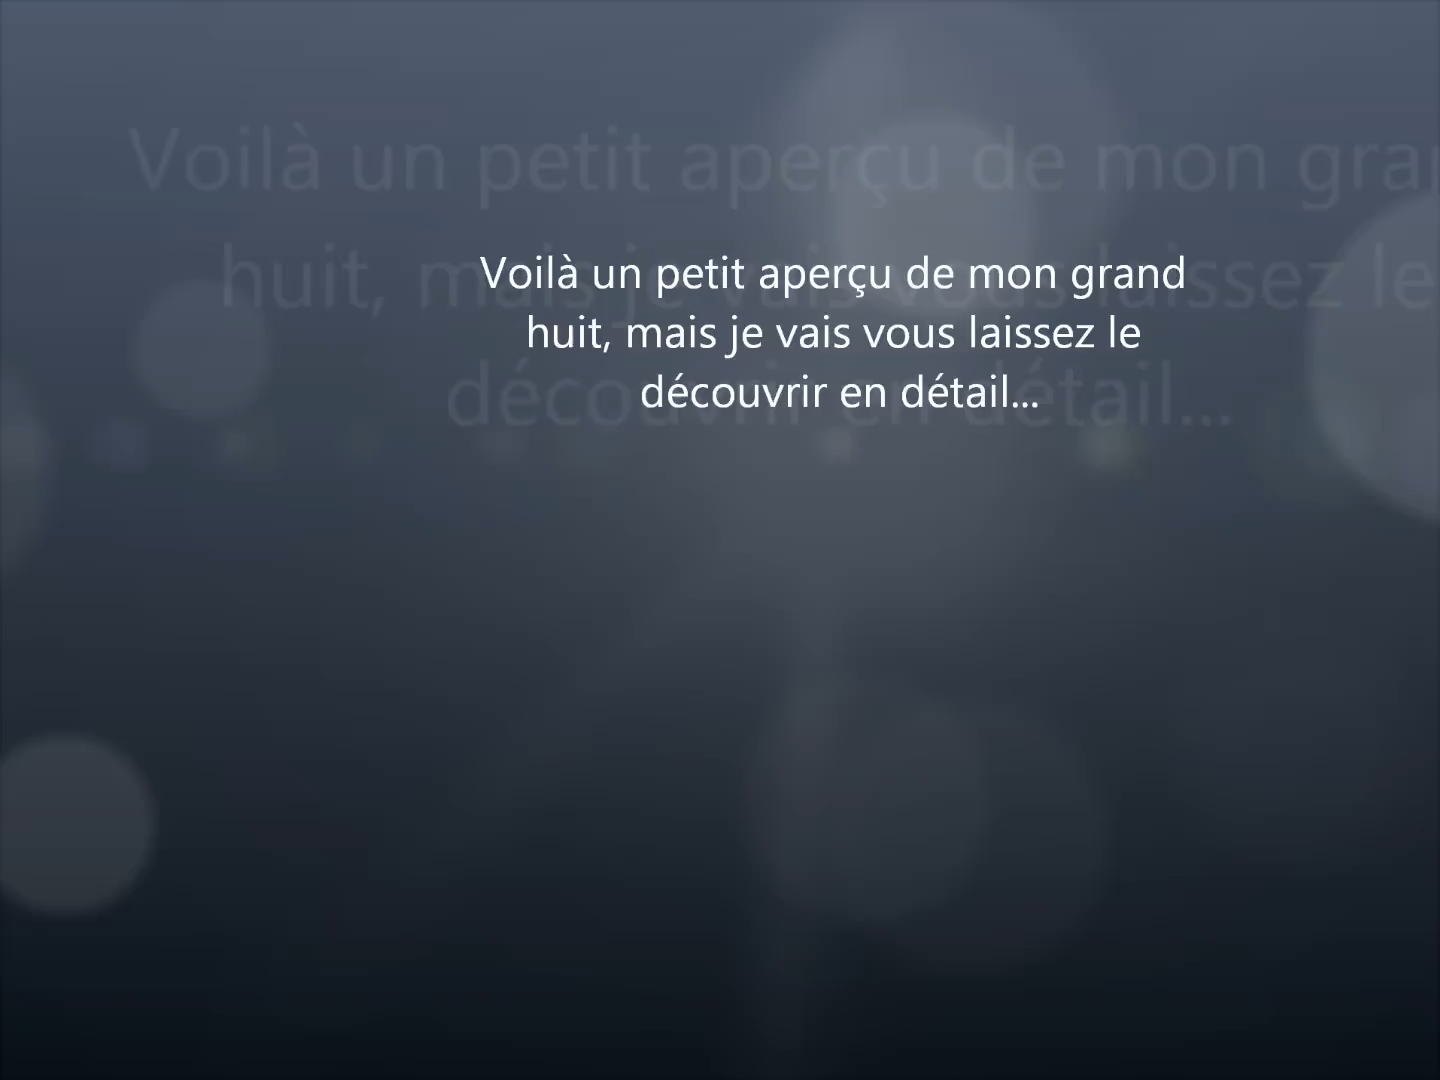 Voilà un petit aperçu de mon grand
huit, mais je vais vous laissez le
découvrir en détail...